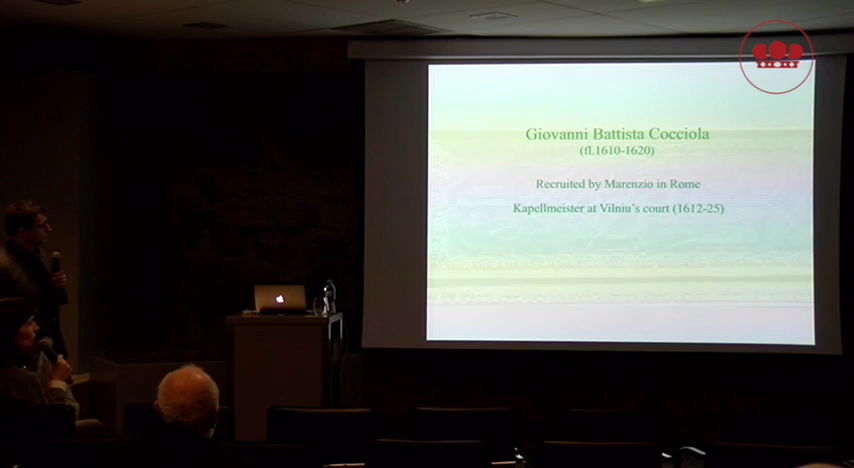 Giovanni Battista Cocciola
(fl.1610-1620)
Recruited by Marenzio in Rome
Kapellmeister at Vilniu's court (1612-25)